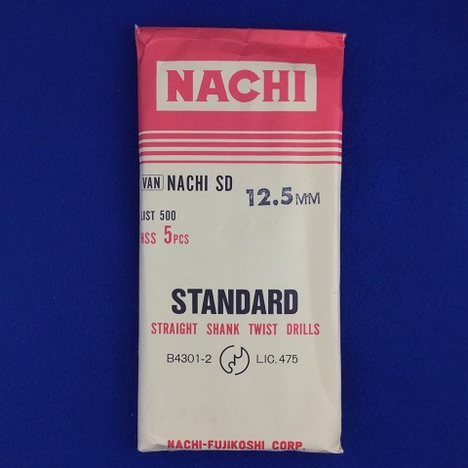 NACHI
VAN NACHI SD 12.5MM
LIST 500
HSS 5PCS
STANDARD
STRAIGHT SHANK TWIST DRILLS
B4301-2 LIC.475
NACHI-FUJIKOSHI CORP.